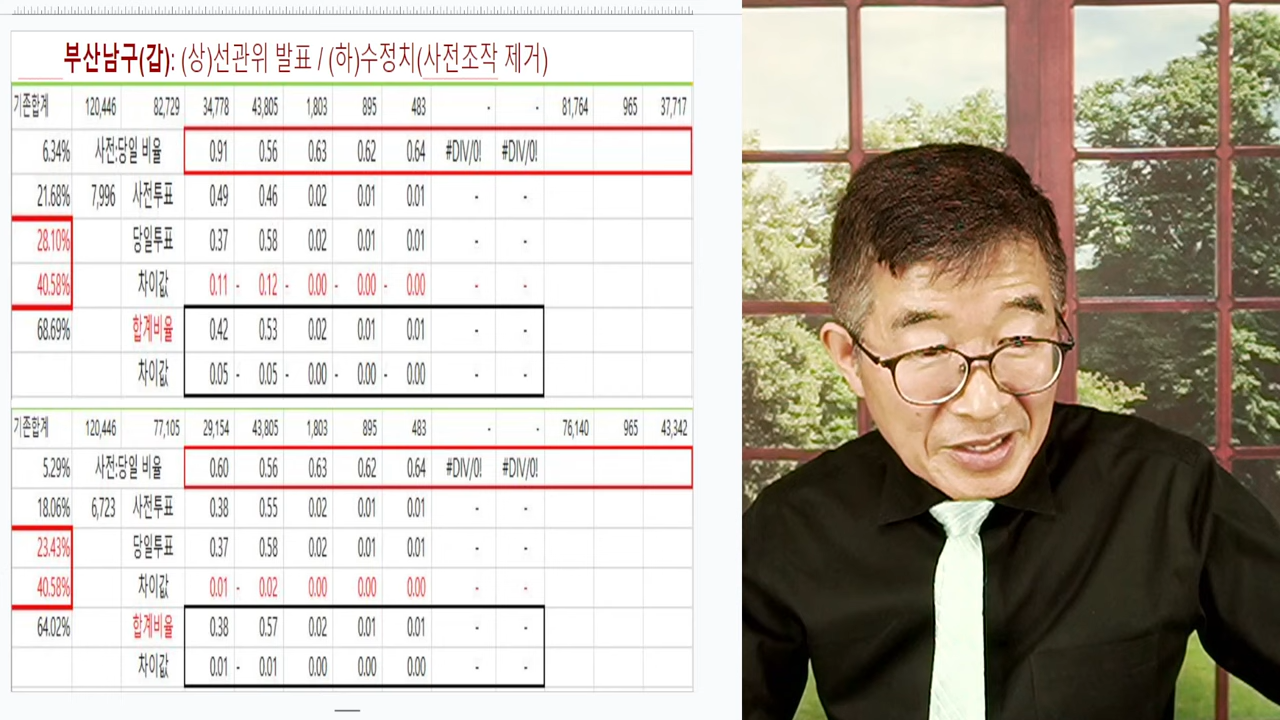 부산남구(갑): (상)선관위 발표 / (하)수정치(사전조작 제거)
기존합계 120,446 82,729 34,778 43,805 1,803 895 483 - - 81,764 965 37,717
6.34% 사전:당일 비율 0.91 0.56 0.63 0.62 0.64 #DIV/0! #DIV/0!
21.68% 7,996 사전투표 0.49 0.46 0.02 0.01 0.01 - -
28.10% 당일투표 0.37 0.58 0.02 0.01 0.01 - -
40.58% 차이값 0.11 - 0.12 - 0.00 - 0.00 - 0.00 - -
68.69% 합계비율 0.42 0.53 0.02 0.01 0.01 - -
차이값 0.05 - 0.05 - 0.00 - 0.00 - 0.00 - -
기존합계 120,446 77,105 29,154 43,805 1,803 895 483 - - 76,140 965 43,342
5.29% 사전:당일 비율 0.60 0.56 0.63 0.62 0.64 #DIV/0! #DIV/0!
18.06% 6,723 사전투표 0.38 0.55 0.02 0.01 0.01 - -
23.43% 당일투표 0.37 0.58 0.02 0.01 0.01 - -
40.58% 차이값 0.01 - 0.02 0.00 0.00 0.00 - -
64.02% 합계비율 0.38 0.57 0.02 0.01 0.01 - -
차이값 0.01 - 0.01 0.00 0.00 0.00 - -